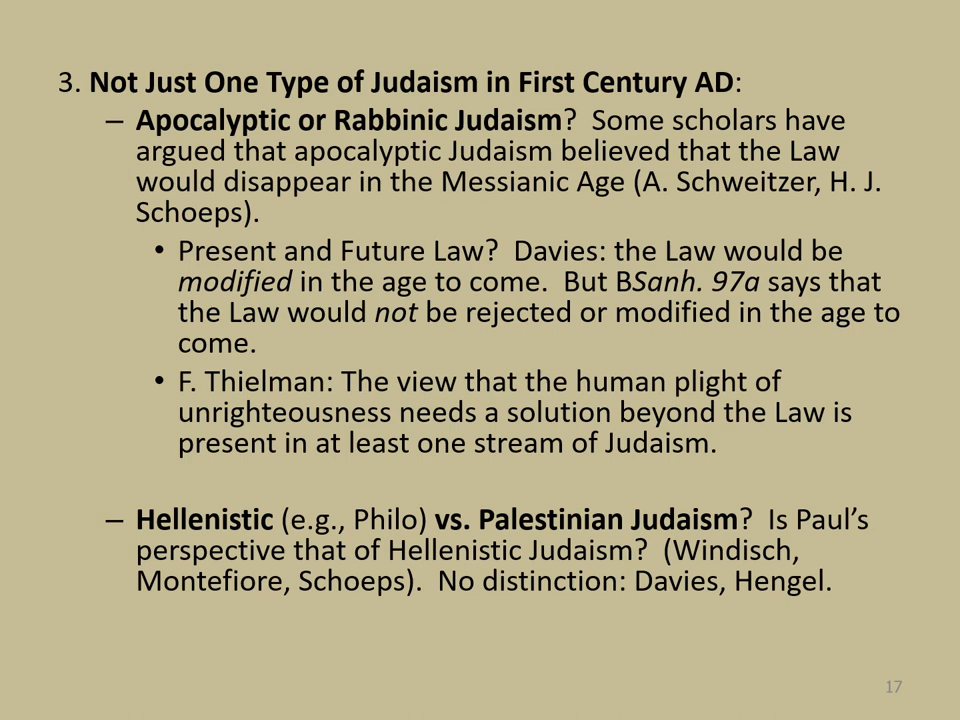 3. Not Just One Type of Judaism in First Century AD:
– Apocalyptic or Rabbinic Judaism? Some scholars have
argued that apocalyptic Judaism believed that the Law
would disappear in the Messianic Age (A. Schweitzer, H. J.
Schoeps).
• Present and Future Law? Davies: the Law would be
modified in the age to come. But BSanh. 97a says that
the Law would not be rejected or modified in the age to
come.
• F. Thielman: The view that the human plight of
unrighteousness needs a solution beyond the Law is
present in at least one stream of Judaism.
– Hellenistic (e.g., Philo) vs. Palestinian Judaism? Is Paul’s
perspective that of Hellenistic Judaism? (Windisch,
Montefiore, Schoeps). No distinction: Davies, Hengel.
17